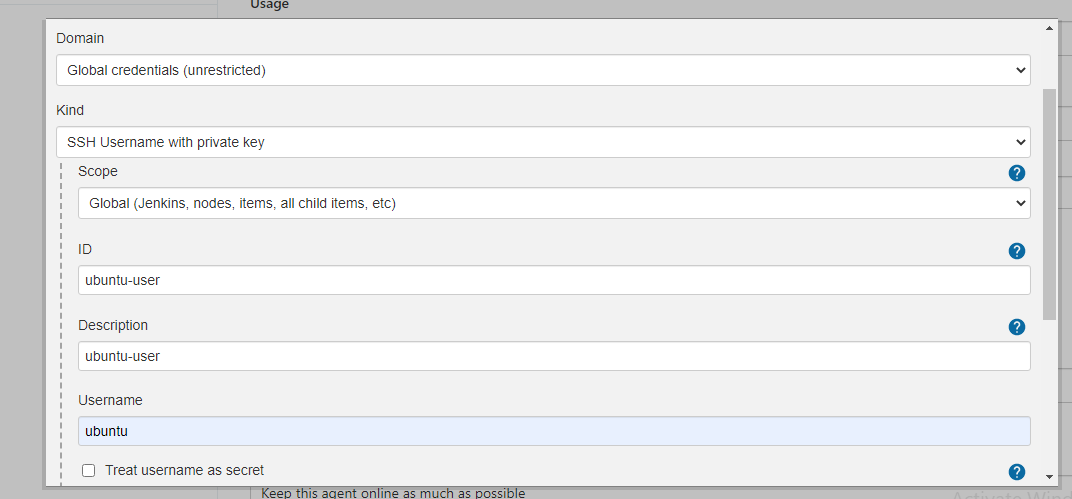 Usage
Domain
Global credentials (unrestricted)
Kind
SSH Username with private key
Scope
?
Global (Jenkins, nodes, items, all child items, etc)
ID
?
ubuntu-user
Description
?
ubuntu-user
Username
ubuntu
Treat username as secret
?
Keep this agent online as much as possible
Activate Win